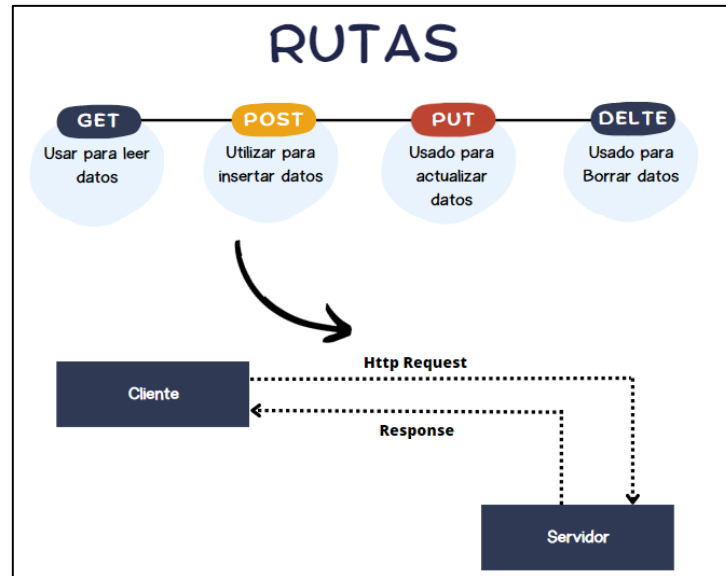 RUTAS
GET
Usar para leer
datos
POST
Utilizar para
insertar datos
PUT
Usado para
actualizar
datos
DELTE
Usado para
Borrar datos
Http Request
Cliente
Response
Servidor